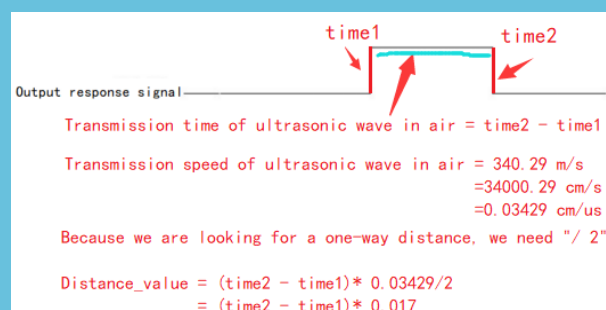 time1
time2
Output response signal
Transmission time of ultrasonic wave in air = time2 - time1
Transmission speed of ultrasonic wave in air = 340.29 m/s
=34000.29 cm/s
=0.03429 cm/us
Because we are looking for a one-way distance, we need "/ 2"
Distance_value = (time2 - time1)* 0.03429/2
= (time2 - time1)* 0.017